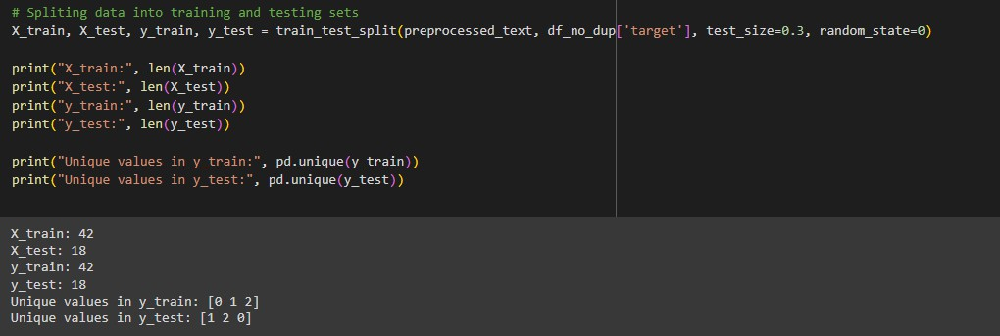 # Spliting data into training and testing sets
X_train, X_test, y_train, y_test = train_test_split(preprocessed_text, df_no_dup['target'], test_size=0.3, random_state=0)
print("X_train:", len(X_train))
print("X_test:", len(X_test))
print("y_train:", len(y_train))
print("y_test:", len(y_test))
print("Unique values in y_train:", pd.unique(y_train))
print("Unique values in y_test:", pd.unique(y_test))
X_train: 42
X_test: 18
y_train: 42
y_test: 18
Unique values in y_train: [0 1 2]
Unique values in y_test: [1 2 0]